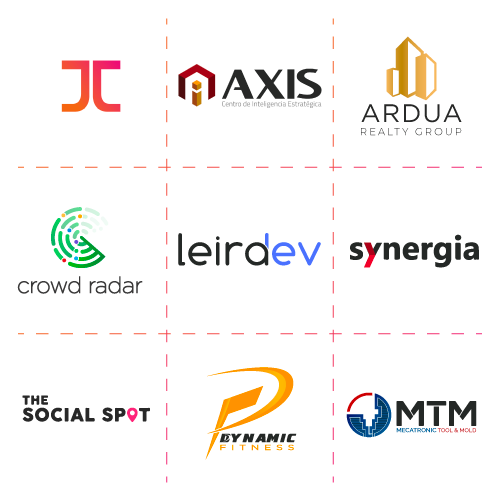 AXIS
Centro de Inteligencia Estratégica
ARDUA
REALTY GROUP
crowd radar
leirdev
synergia
THE
SOCIAL SPOT
DYNAMIC
FITNESS
MTM
MECATRONIC TOOL & MOLD